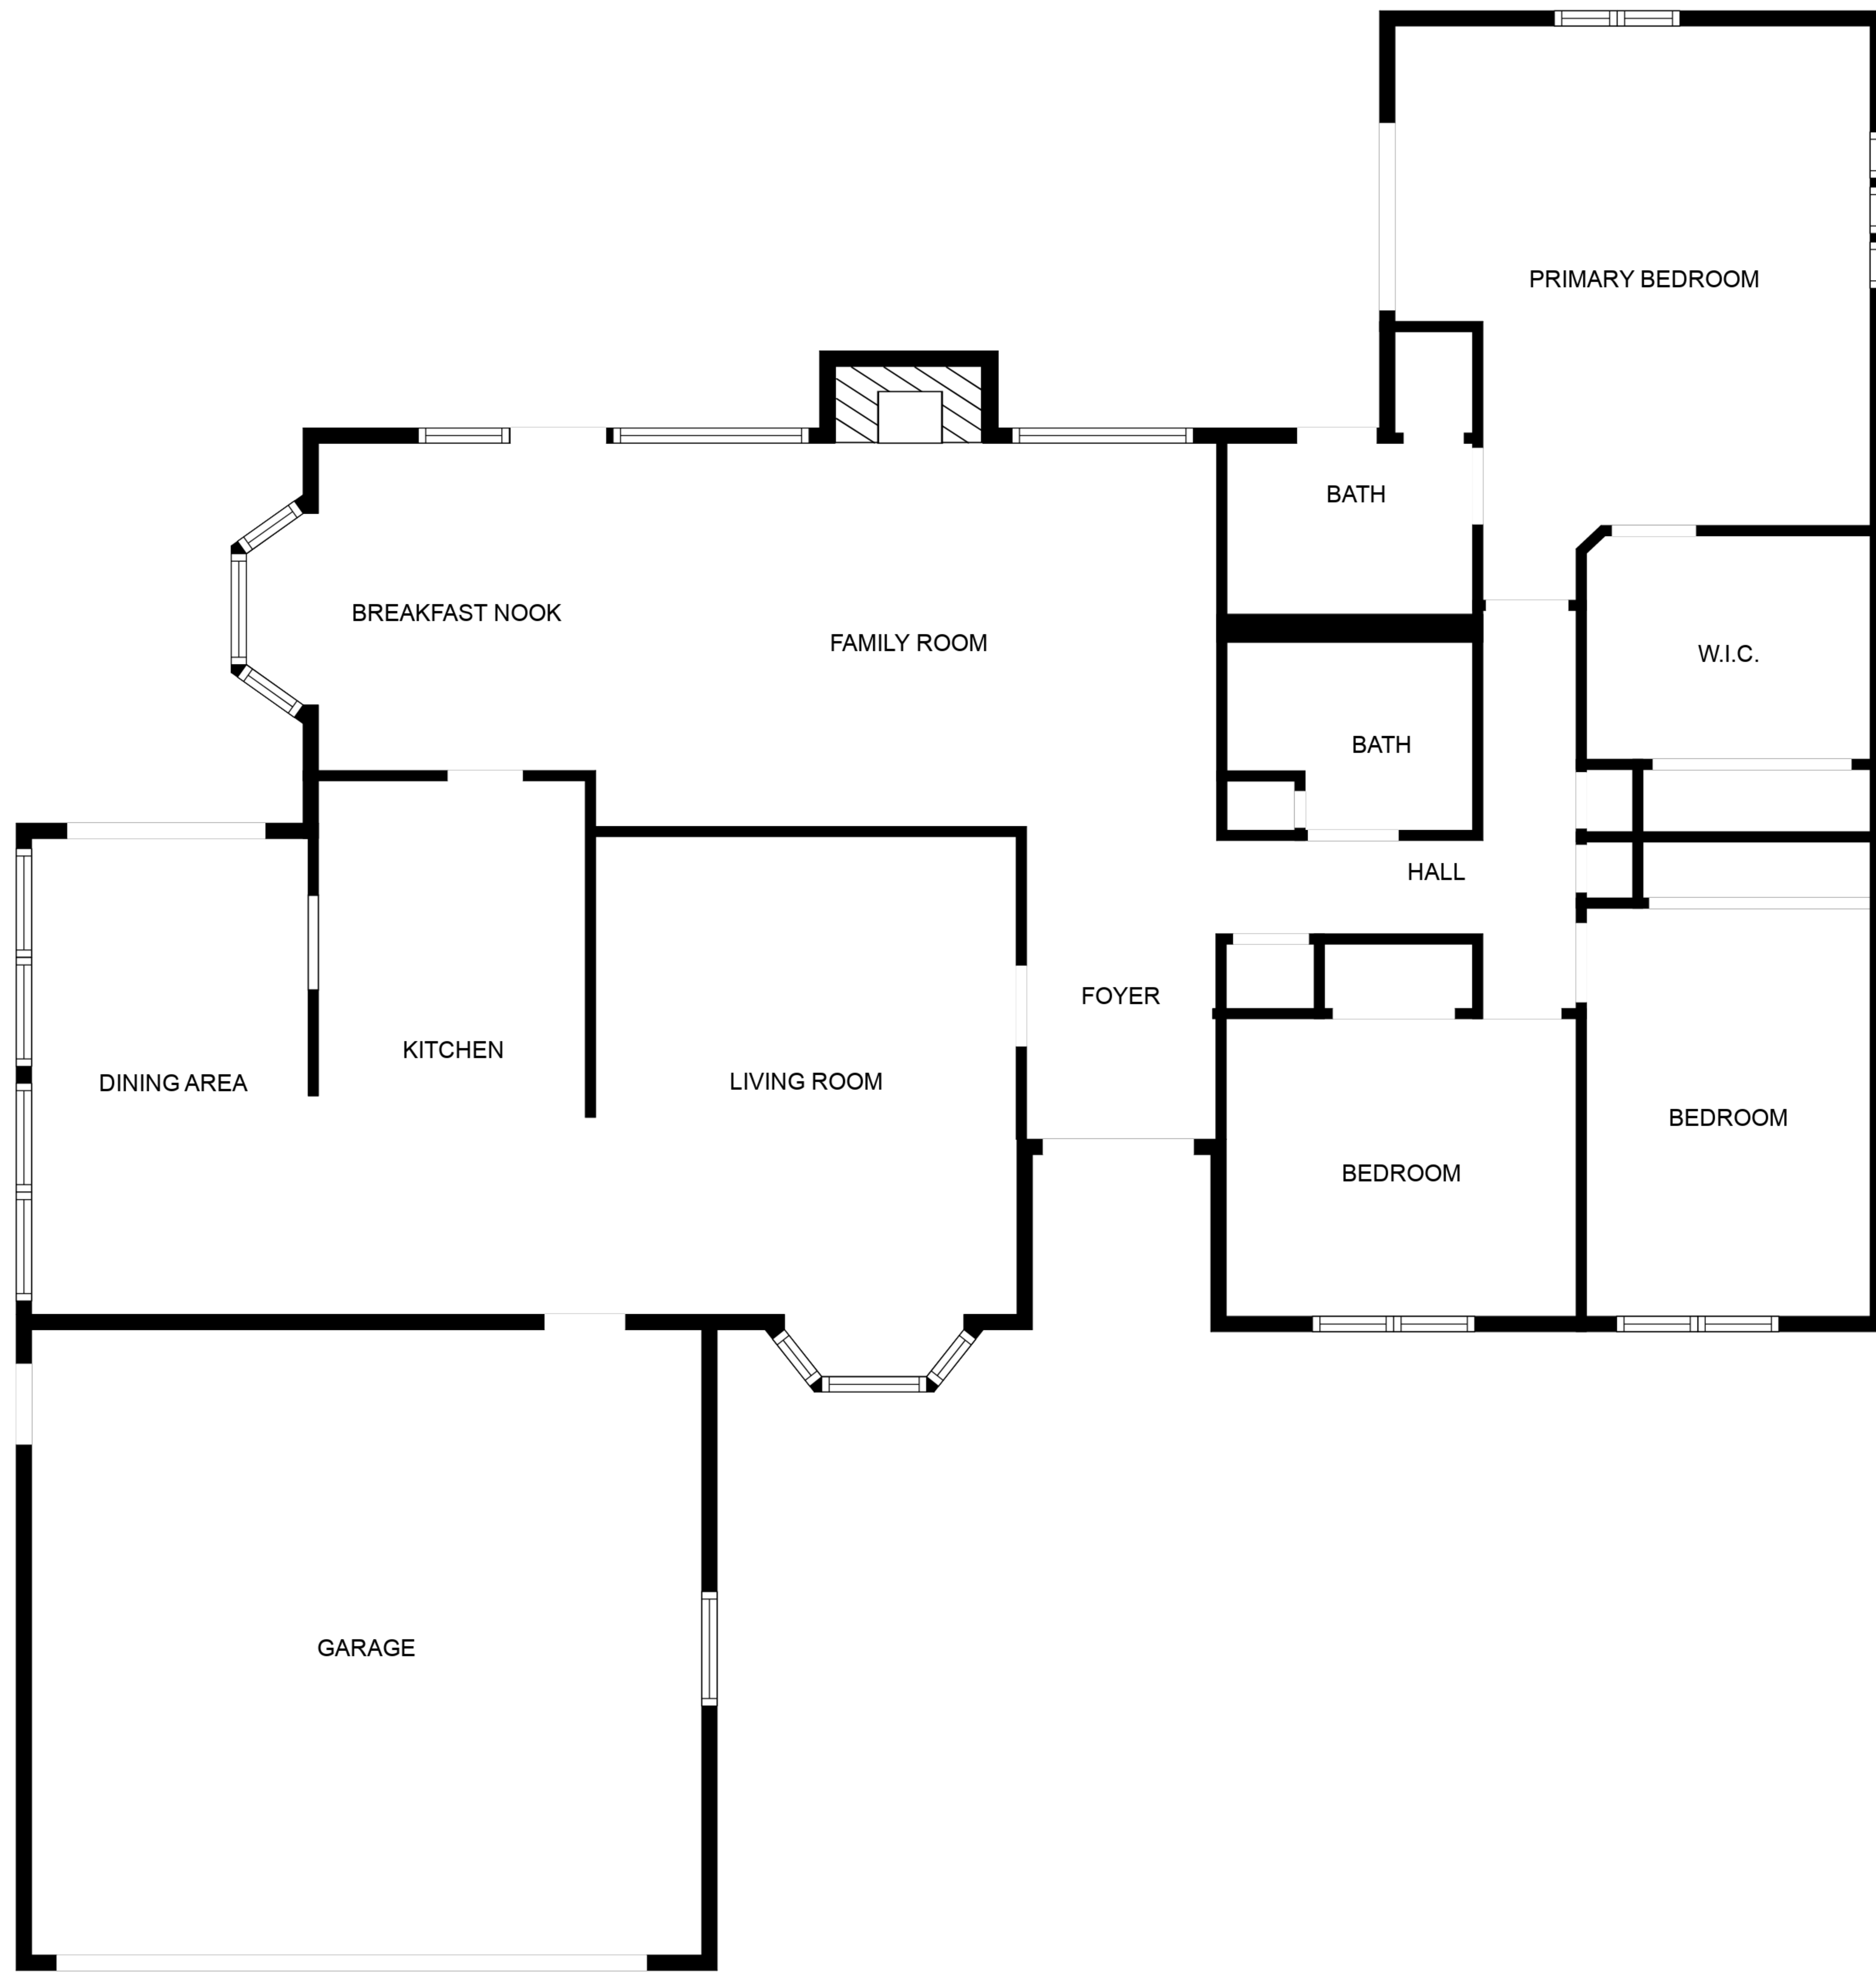 PRIMARY BEDROOM
BATH
BREAKFAST NOOK
FAMILY ROOM
W.I.C.
BATH
HALL
FOYER
KITCHEN
DINING AREA
LIVING ROOM
BEDROOM
BEDROOM
GARAGE